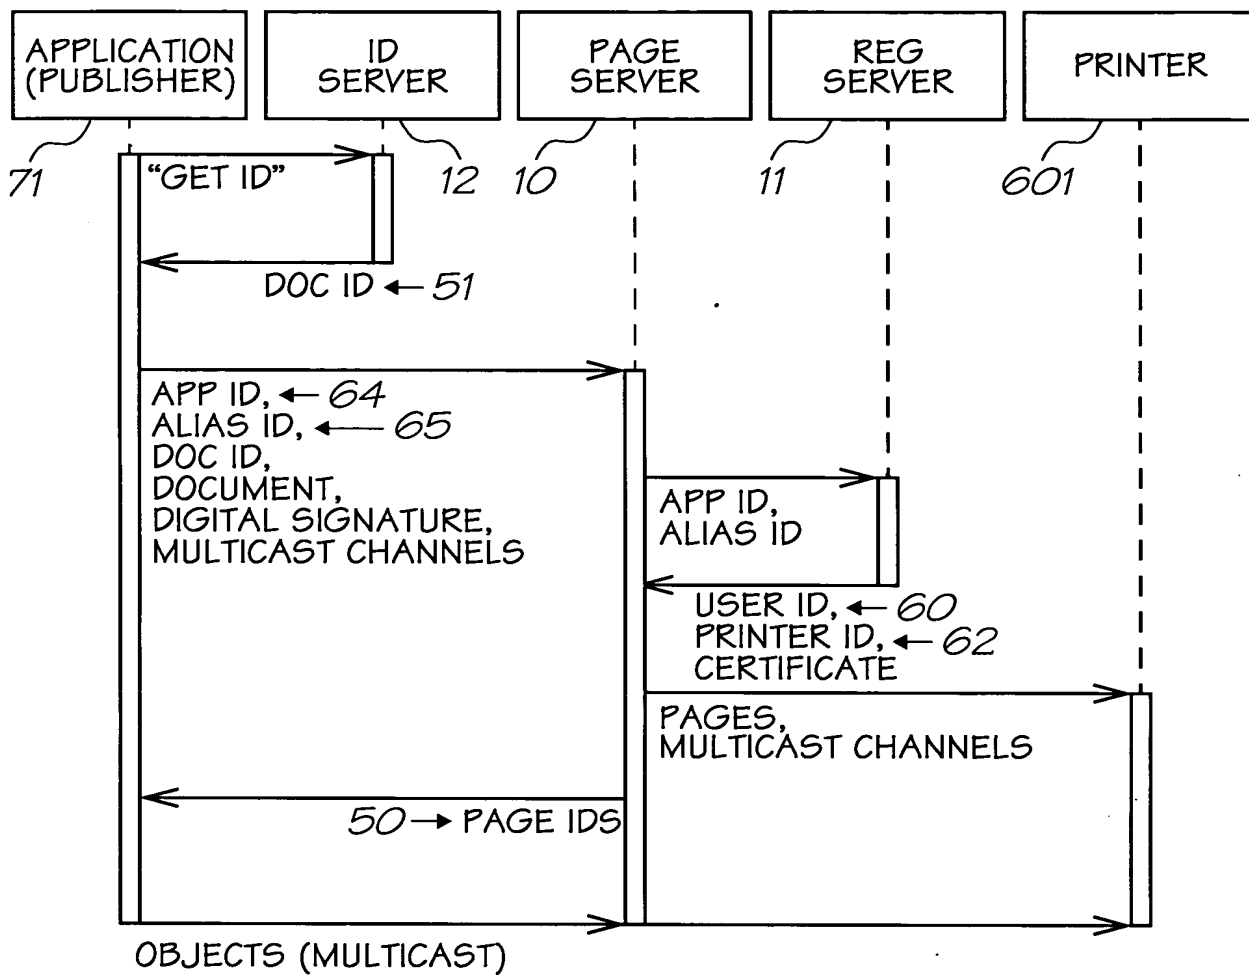 APPLICATION
(PUBLISHER)
ID
SERVER
PAGE
SERVER
REG
SERVER
PRINTER
71
12
10
11
601
"GET ID"
DOC ID ← 51
APP ID, ← 64
ALIAS ID, ← 65
DOC ID,
DOCUMENT,
DIGITAL SIGNATURE,
MULTICAST CHANNELS
APP ID,
ALIAS ID
USER ID, ← 60
PRINTER ID, ← 62
CERTIFICATE
PAGES,
MULTICAST CHANNELS
50 → PAGE IDS
OBJECTS (MULTICAST)